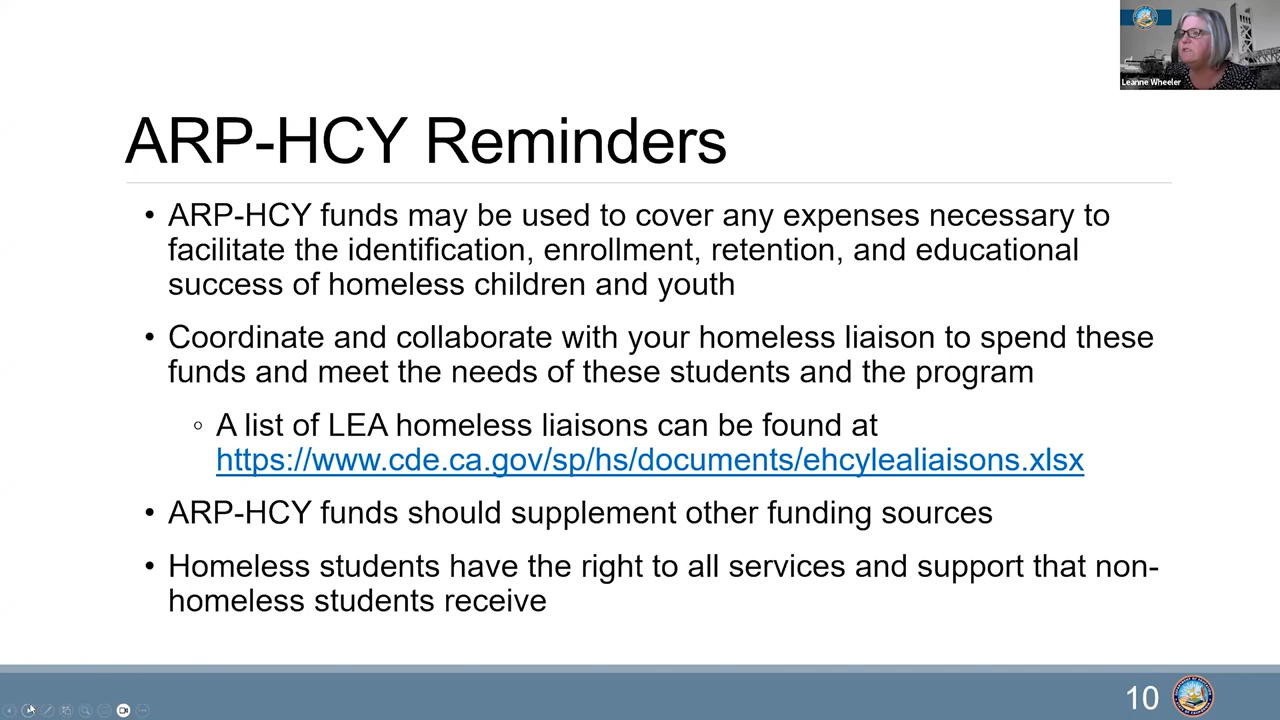 Leanne Wheeler
ARP-HCY Reminders
• ARP-HCY funds may be used to cover any expenses necessary to
facilitate the identification, enrollment, retention, and educational
success of homeless children and youth
• Coordinate and collaborate with your homeless liaison to spend these
funds and meet the needs of these students and the program
◦ A list of LEA homeless liaisons can be found at
https://www.cde.ca.gov/sp/hs/documents/ehcylealiaisons.xlsx
• ARP-HCY funds should supplement other funding sources
• Homeless students have the right to all services and support that non-
homeless students receive
10